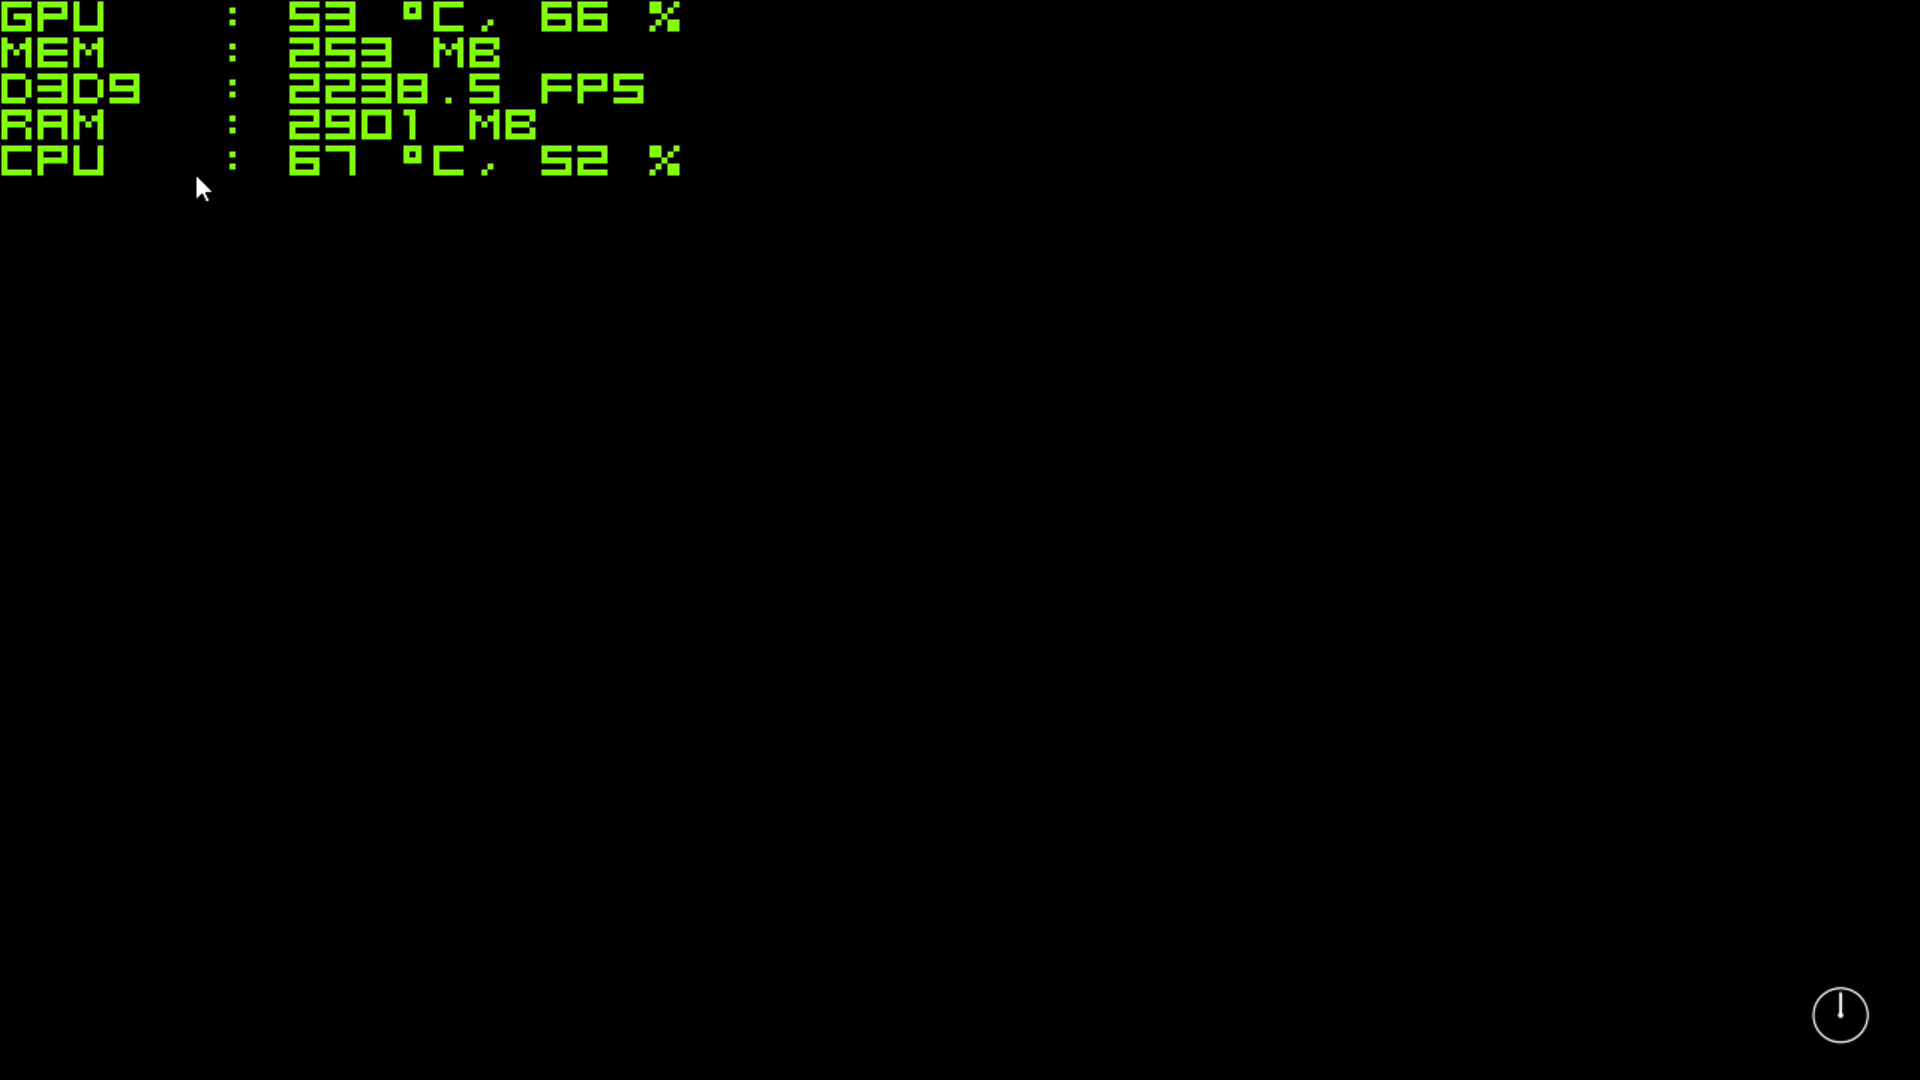 GPU : 53 °C, 66 %
MEM : 253 MB
D3D9 : 2238.5 FPS
RAM : 2901 MB
CPU : 67 °C, 52 %